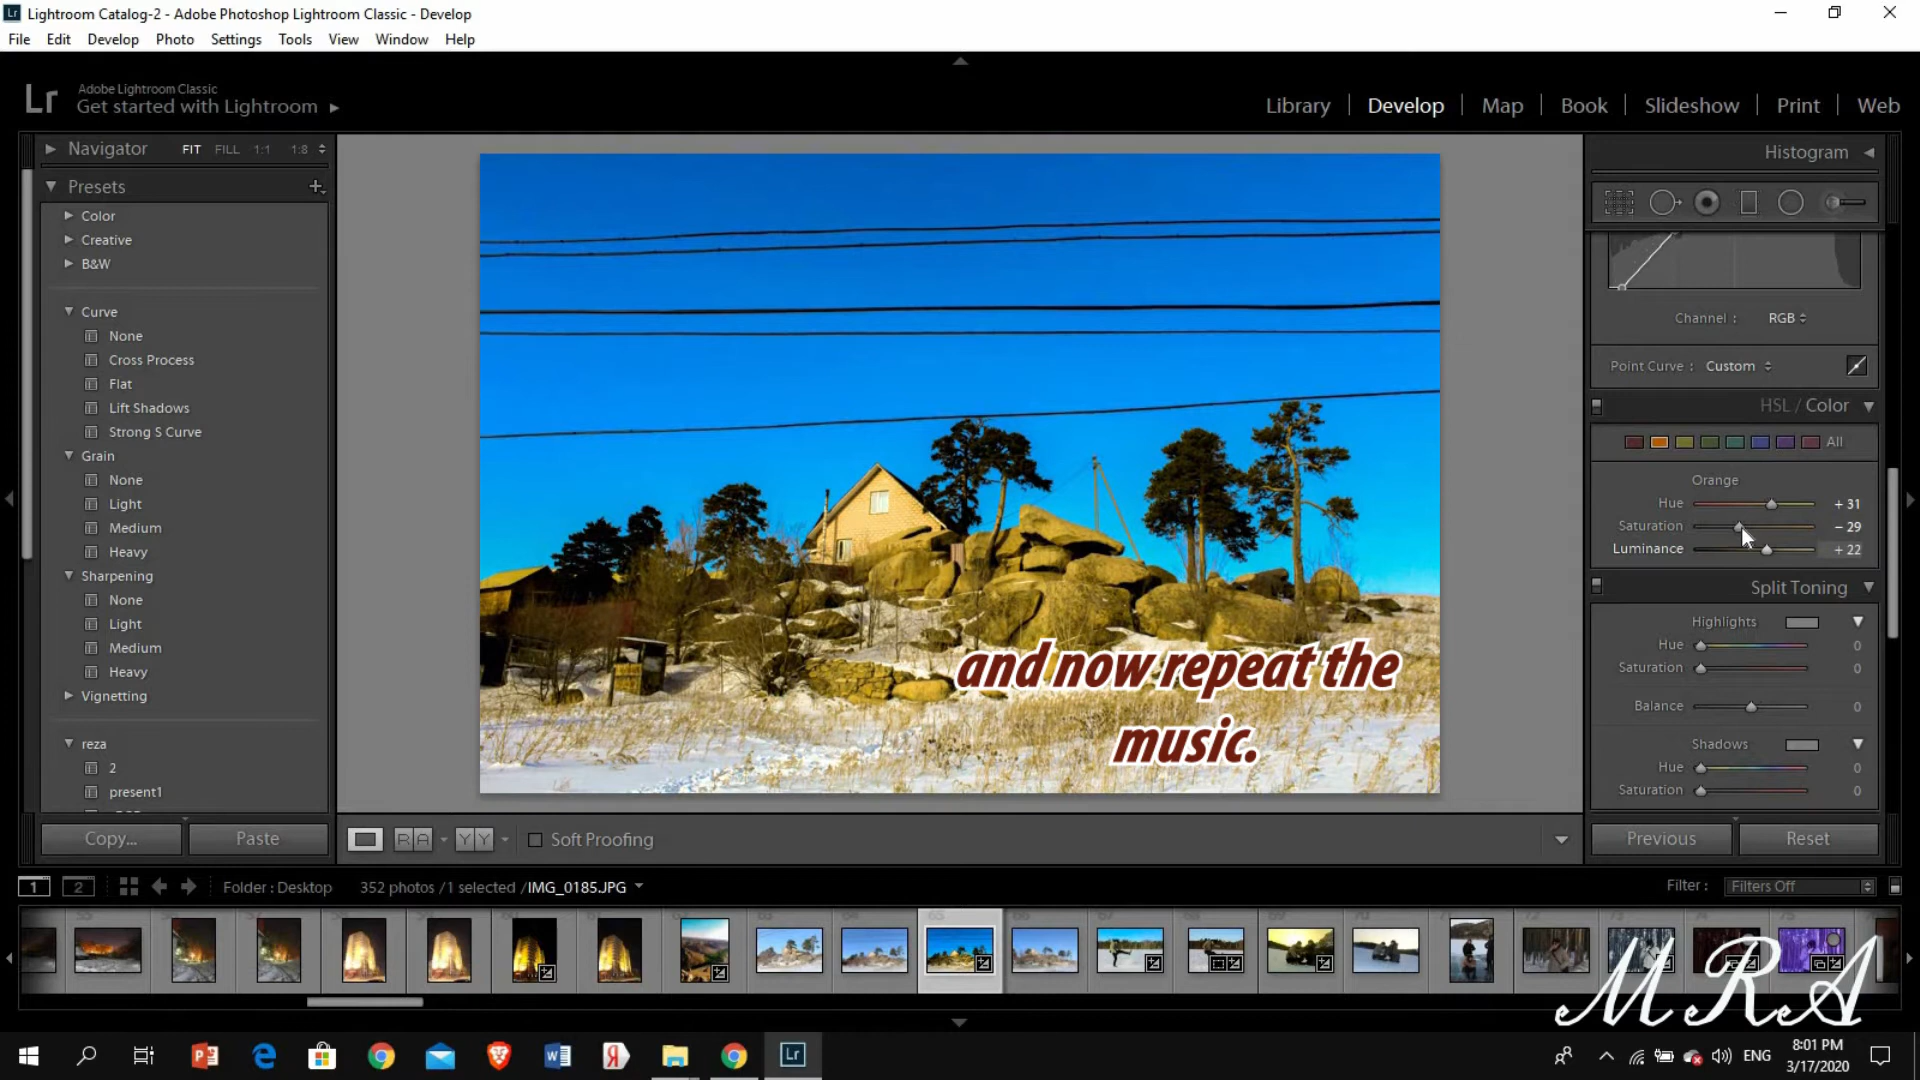 Lightroom Catalog-2 - Adobe Photoshop Lightroom Classic - Develop
File Edit Develop Photo Settings Tools View Window Help
Lr Adobe Lightroom Classic
Get started with Lightroom
Library | Develop | Map | Book | Slideshow | Print | Web
Navigator FIT FILL 1:1 1:8
Presets +
Color
Creative
B&W
Curve
None
Cross Process
Flat
Lift Shadows
Strong S Curve
Grain
None
Light
Medium
Heavy
Sharpening
None
Light
Medium
Heavy
Vignetting
reza
2
present1
Copy... Paste
and now repeat the
music.
Histogram
Channel : RGB
Point Curve : Custom
HSL / Color
All
Orange
Hue + 31
Saturation – 29
Luminance + 22
Split Toning
Highlights
Hue 0
Saturation 0
Balance 0
Shadows
Hue 0
Saturation 0
Previous Reset
R A Y Y Soft Proofing
1 2 Folder : Desktop 352 photos /1 selected /IMG_0185.JPG Filter : Filters Off
MRA
ENG 8:01 PM
3/17/2020